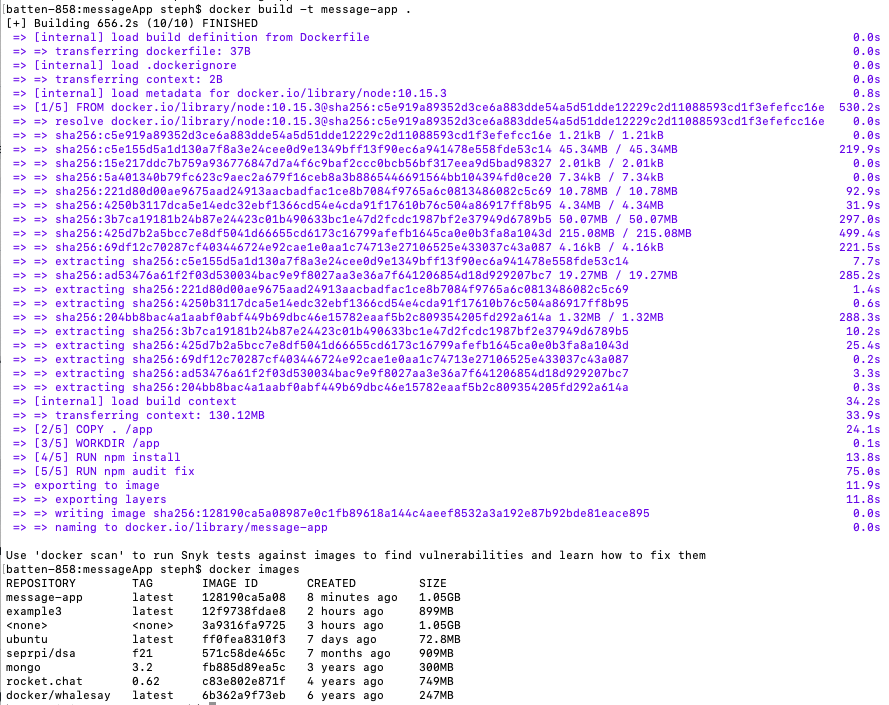 [batten-858:messageApp steph$ docker build -t message-app .
[+] Building 656.2s (10/10) FINISHED
=> [internal] load build definition from Dockerfile 0.0s
=> => transferring dockerfile: 37B 0.0s
=> [internal] load .dockerignore 0.0s
=> => transferring context: 2B 0.0s
=> [internal] load metadata for docker.io/library/node:10.15.3 0.8s
=> [1/5] FROM docker.io/library/node:10.15.3@sha256:c5e919a89352d3ce6a883dde54a5d51dde12229c2d11088593cd1f3efefcc16e 530.2s
=> => resolve docker.io/library/node:10.15.3@sha256:c5e919a89352d3ce6a883dde54a5d51dde12229c2d11088593cd1f3efefcc16e 0.0s
=> => sha256:c5e919a89352d3ce6a883dde54a5d51dde12229c2d11088593cd1f3efefcc16e 1.21kB / 1.21kB 0.0s
=> => sha256:c5e155d5a1d130a7f8a3e24cee0d9e1349bff13f90ec6a941478e558fde53c14 45.34MB / 45.34MB 219.9s
=> => sha256:15e217ddc7b759a936776847d7a4f6c9baf2ccc0bcb56bf317eea9d5bad98327 2.01kB / 2.01kB 0.0s
=> => sha256:5a401340b79fc623c9aec2a679f16ceb8a3b8865446691564bb104394fd0ce20 7.34kB / 7.34kB 0.0s
=> => sha256:221d80d00ae9675aad24913aacbadfac1ce8b7084f9765a6c0813486082c5c69 10.78MB / 10.78MB 92.9s
=> => sha256:4250b3117dca5e14edc32ebf1366cd54e4cda91f17610b76c504a86917ff8b95 4.34MB / 4.34MB 31.9s
=> => sha256:3b7ca19181b24b87e24423c01b490633bc1e47d2fcdc1987bf2e37949d6789b5 50.07MB / 50.07MB 297.0s
=> => sha256:425d7b2a5bcc7e8df5041d66655cd6173c16799afefb1645ca0e0b3fa8a1043d 215.08MB / 215.08MB 499.4s
=> => sha256:69df12c70287cf403446724e92cae1e0aa1c74713e27106525e433037c43a087 4.16kB / 4.16kB 221.5s
=> => extracting sha256:c5e155d5a1d130a7f8a3e24cee0d9e1349bff13f90ec6a941478e558fde53c14 7.7s
=> => sha256:ad53476a61f2f03d530034bac9e9f8027aa3e36a7f641206854d18d929207bc7 19.27MB / 19.27MB 285.2s
=> => extracting sha256:221d80d00ae9675aad24913aacbadfac1ce8b7084f9765a6c0813486082c5c69 1.4s
=> => extracting sha256:4250b3117dca5e14edc32ebf1366cd54e4cda91f17610b76c504a86917ff8b95 0.6s
=> => sha256:204bb8bac4a1aabf0abf449b69dbc46e15782eaaf5b2c809354205fd292a614a 1.32MB / 1.32MB 288.3s
=> => extracting sha256:3b7ca19181b24b87e24423c01b490633bc1e47d2fcdc1987bf2e37949d6789b5 10.2s
=> => extracting sha256:425d7b2a5bcc7e8df5041d66655cd6173c16799afefb1645ca0e0b3fa8a1043d 25.4s
=> => extracting sha256:69df12c70287cf403446724e92cae1e0aa1c74713e27106525e433037c43a087 0.2s
=> => extracting sha256:ad53476a61f2f03d530034bac9e9f8027aa3e36a7f641206854d18d929207bc7 3.3s
=> => extracting sha256:204bb8bac4a1aabf0abf449b69dbc46e15782eaaf5b2c809354205fd292a614a 0.3s
=> [internal] load build context 34.2s
=> => transferring context: 130.12MB 33.9s
=> [2/5] COPY . /app 24.1s
=> [3/5] WORKDIR /app 0.1s
=> [4/5] RUN npm install 13.8s
=> [5/5] RUN npm audit fix 75.0s
=> exporting to image 11.9s
=> => exporting layers 11.8s
=> => writing image sha256:128190ca5a08987e0c1fb89618a144c4aeef8532a3a192e87b92bde81eace895 0.0s
=> => naming to docker.io/library/message-app 0.0s
Use 'docker scan' to run Snyk tests against images to find vulnerabilities and learn how to fix them
[batten-858:messageApp steph$ docker images
REPOSITORY TAG IMAGE ID CREATED SIZE
message-app latest 128190ca5a08 8 minutes ago 1.05GB
example3 latest 12f9738fdae8 2 hours ago 899MB
<none> <none> 3a9316fa9725 3 hours ago 1.05GB
ubuntu latest ff0fea8310f3 7 days ago 72.8MB
seprpi/dsa f21 571c58de465c 7 months ago 909MB
mongo 3.2 fb885d89ea5c 3 years ago 300MB
rocket.chat 0.62 c83e802e871f 4 years ago 749MB
docker/whalesay latest 6b362a9f73eb 6 years ago 247MB